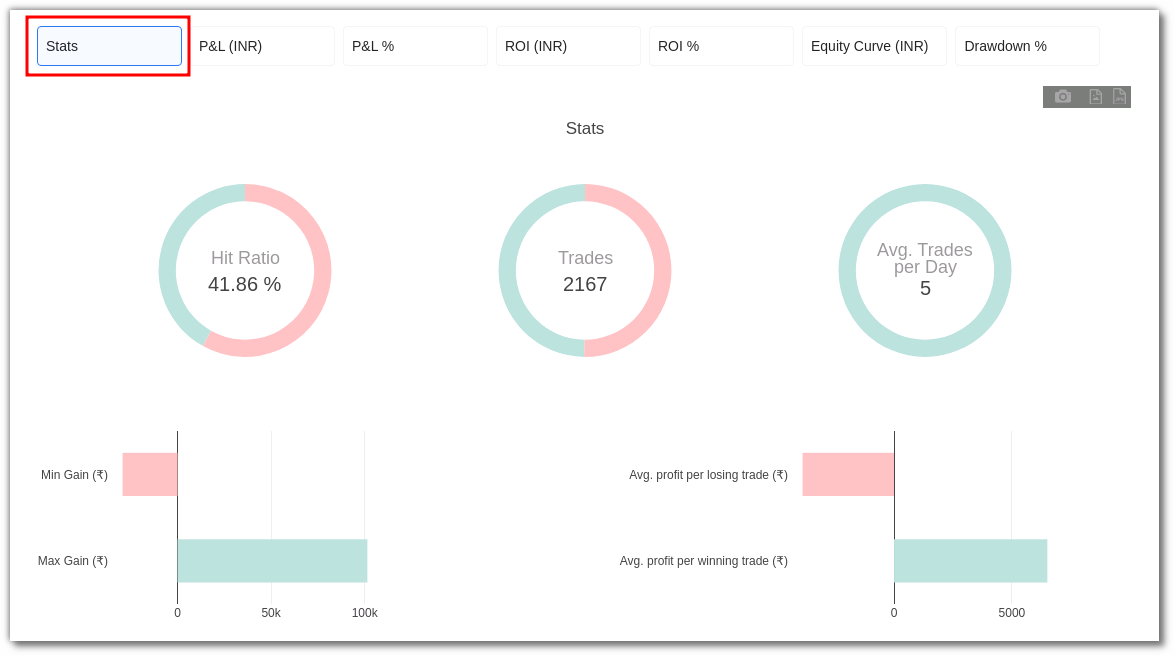 Stats
P&L (INR)
P&L %
ROI (INR)
ROI %
Equity Curve (INR)
Drawdown %
Stats
Hit Ratio
41.86 %
Trades
2167
Avg. Trades
per Day
5
Min Gain (₹)
Max Gain (₹)
0
50k
100k
Avg. profit per losing trade (₹)
Avg. profit per winning trade (₹)
0
5000